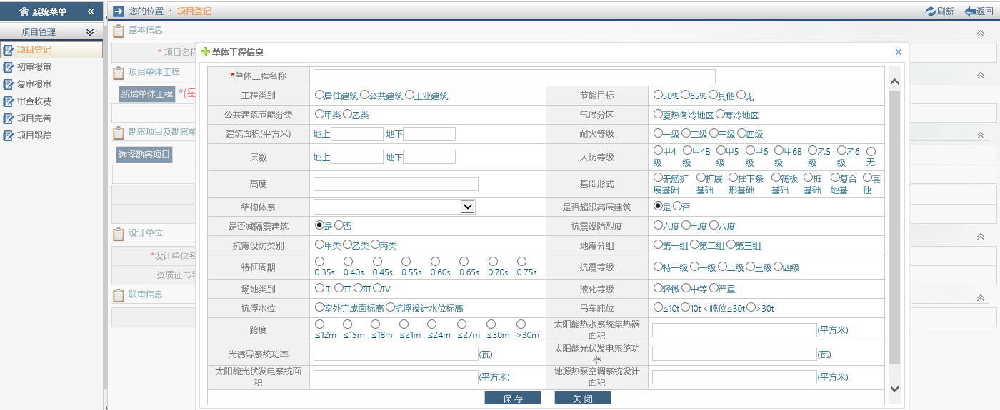 系统菜单
项目管理
项目登记
初审报审
复审报审
审查收费
项目完善
项目跟踪
您的位置 : 项目登记
刷新 返回
基本信息
* 项目名称
项目单体工程
新增单体工程 *(每
勘察项目及勘察单
选择勘察项目
设计单位
*设计单位名
资质证书号
联审信息
单体工程信息
*单体工程名称
工程类别 居住建筑 公共建筑 工业建筑 节能目标 50% 65% 其他 无
公共建筑节能分类 甲类 乙类 气候分区 夏热冬冷地区 寒冷地区
建筑面积(平方米) 地上 地下 耐火等级 一级 二级 三级 四级
层数 地上 地下 人防等级 甲4级 甲4B级 甲5级 甲6级 甲6B级 乙5级 乙6级 无
高度 基础形式 无筋扩展基础 扩展基础 柱下条形基础 筏板基础 桩基础 复合地基 其他
结构体系 是否超限高层建筑 是 否
是否减隔震建筑 是 否 抗震设防烈度 六度 七度 八度
抗震设防类别 甲类 乙类 丙类 地震分组 第一组 第二组 第三组
特征周期 0.35s 0.40s 0.45s 0.55s 0.60s 0.65s 0.70s 0.75s 抗震等级 特一级 一级 二级 三级 四级
场地类别 I II III IV 液化等级 轻微 中等 严重
抗浮水位 室外完成面标高 抗浮设计水位标高 吊车吨位 ≤10t 10t < 吨位≤30t >30t
跨度 ≤12m ≤15m ≤18m ≤21m ≤24m ≤27m ≤30m >30m 太阳能热水系统集热器面积 (平方米)
光诱导系统功率 (瓦) 太阳能光伏发电系统功率 (瓦)
太阳能光伏发电系统面积 (平方米) 地源热泵空调系统设计面积 (平方米)
保 存 关 闭